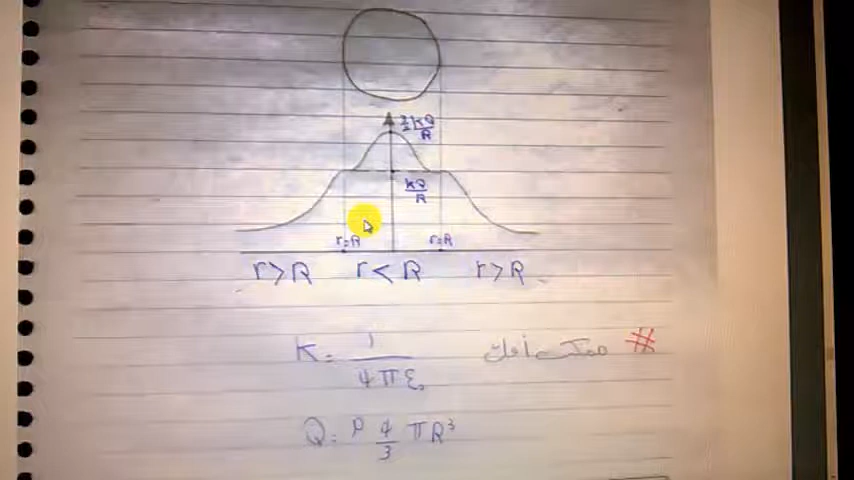 3/2 KQ/R
KQ/R
r=R r=R
r>R r<R r>R
K = 1/4πε₀ #
Q = ρ 4/3 πR³